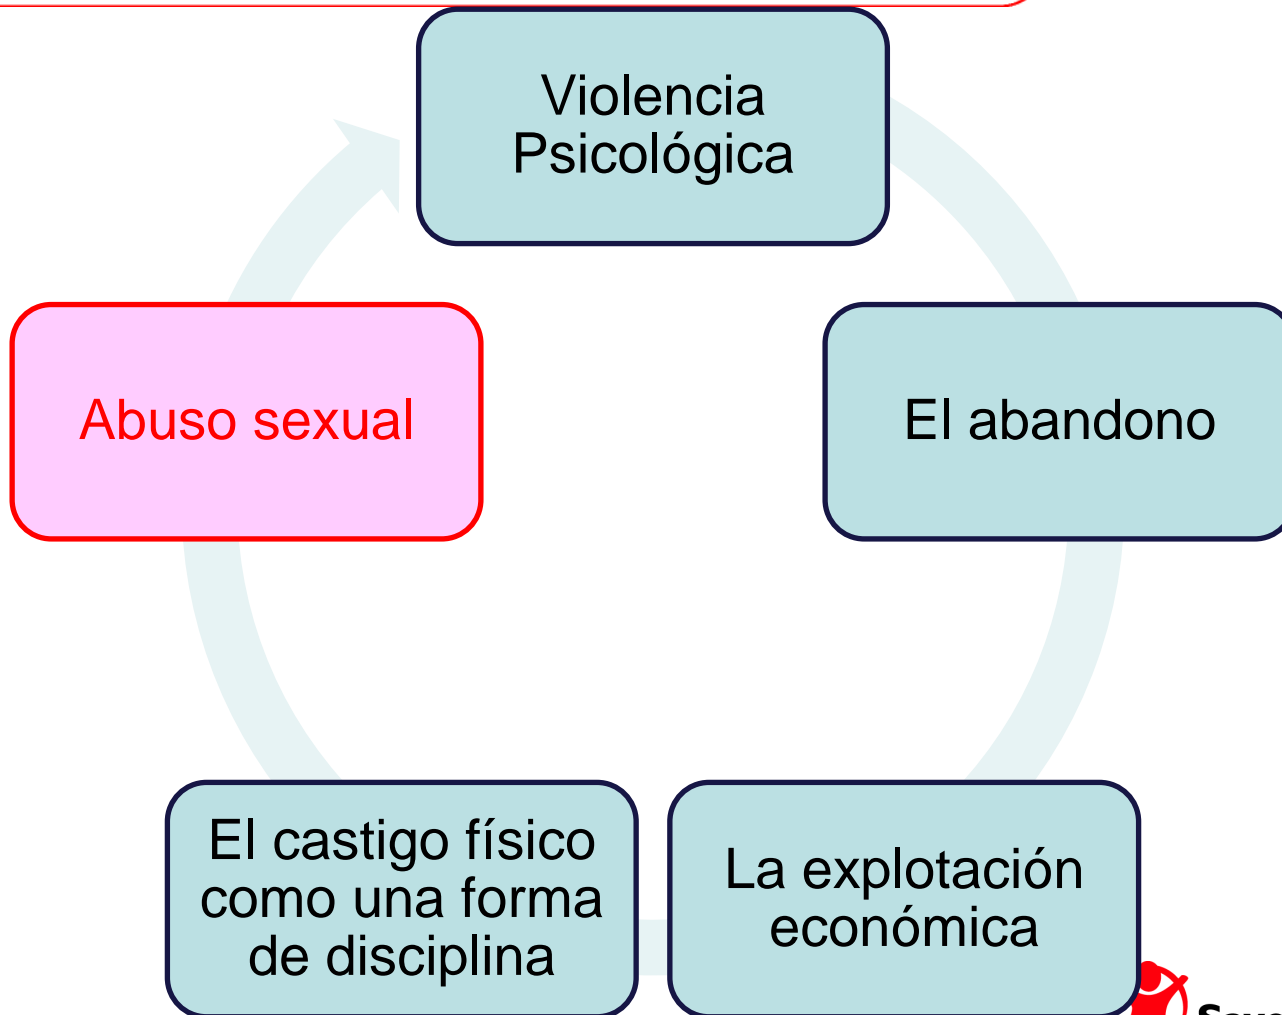 Violencia
Psicológica
El abandono
La explotación
económica
El castigo físico
como una forma
de disciplina
Abuso sexual